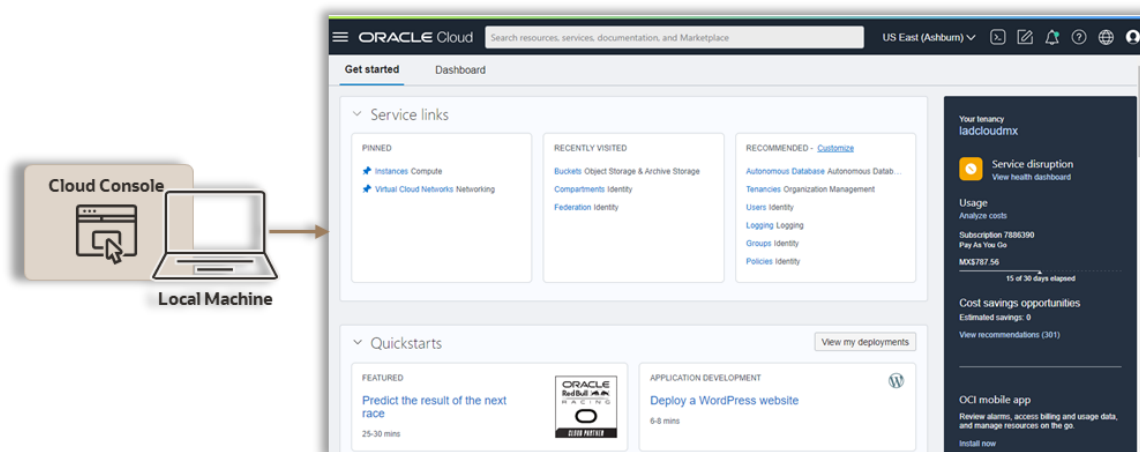 Cloud Console
Local Machine
ORACLE Cloud
Search resources, services, documentation, and Marketplace
US East (Ashburn)
Get started
Dashboard
Service links
PINNED
Instances Compute
Virtual Cloud Networks Networking
RECENTLY VISITED
Buckets Object Storage & Archive Storage
Compartments Identity
Federation Identity
RECOMMENDED - Customize
Autonomous Database Autonomous Datab...
Tenancies Organization Management
Users Identity
Logging Logging
Groups Identity
Policies Identity
Quickstarts
View my deployments
FEATURED
Predict the result of the next
race
25-30 mins
ORACLE
Red Bull
RACING
CLOUD PARTNER
APPLICATION DEVELOPMENT
Deploy a WordPress website
6-8 mins
Your tenancy
ladcloudmx
Service disruption
View health dashboard
Usage
Analyze costs
Subscription 7886390
Pay As You Go
MX$787.56
15 of 30 days elapsed
Cost savings opportunities
Estimated savings: 0
View recommendations (301)
OCI mobile app
Review alarms, access billing and usage data,
and manage resources on the go.
Install now